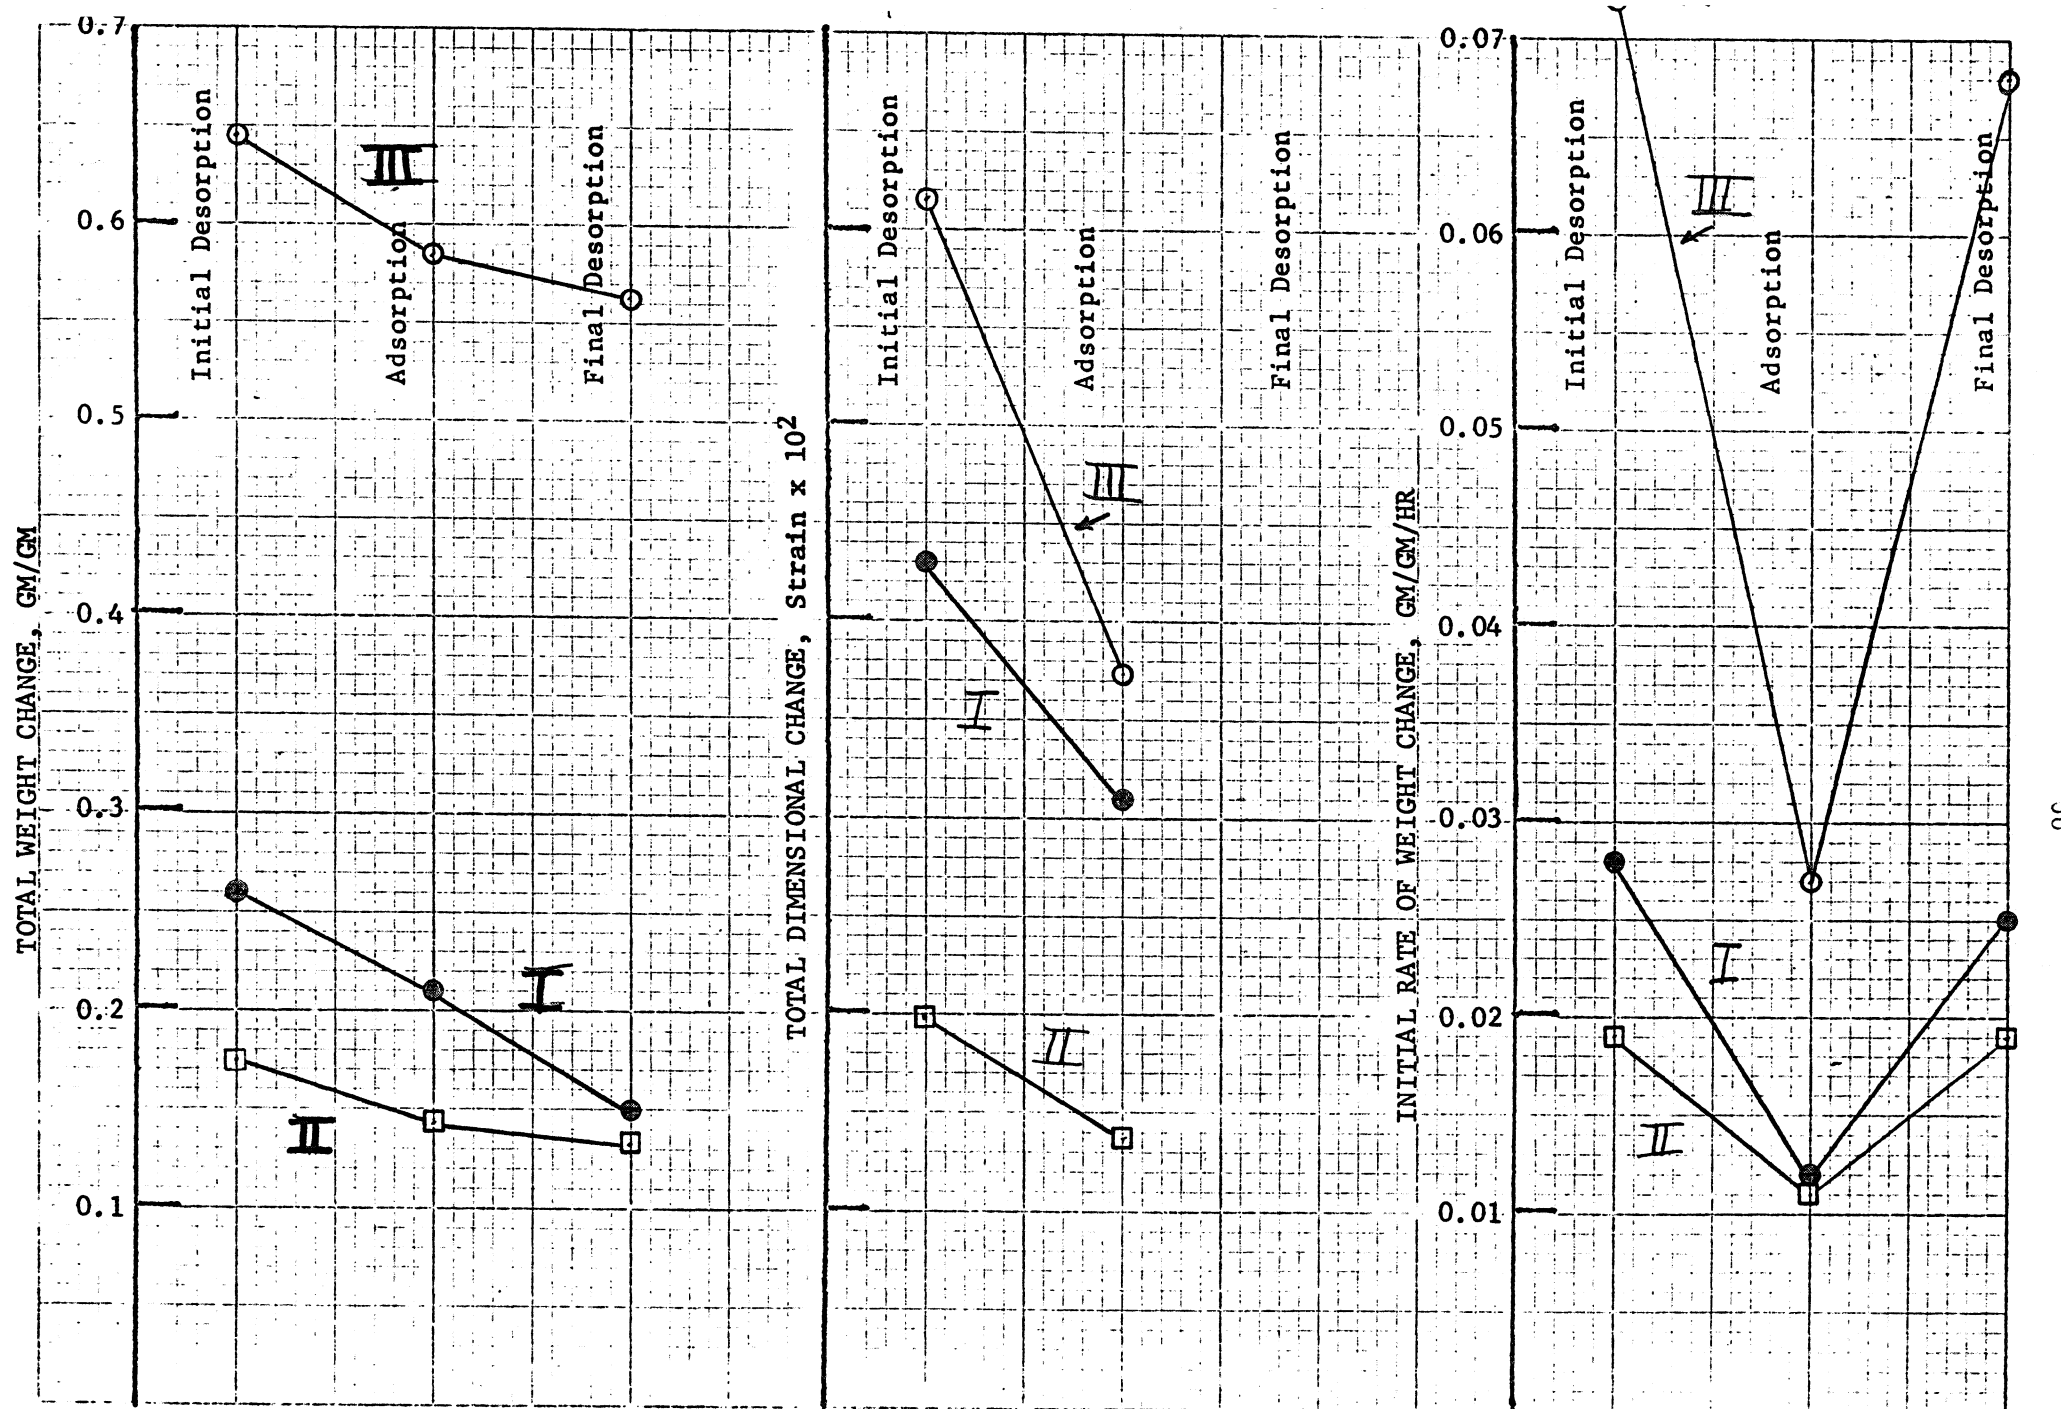 TOTAL WEIGHT CHANGE, GM/GM
0.7
0.6
0.5
0.4
0.3
0.2
0.1
Initial Desorption
Adsorption
Final Desorption
III
I
II
TOTAL DIMENSIONAL CHANGE, Strain x 10²
Initial Desorption
Adsorption
Final Desorption
III
I
II
INITIAL RATE OF WEIGHT CHANGE, GM/GM/HR
0.07
0.06
0.05
0.04
0.03
0.02
0.01
Initial Desorption
Adsorption
Final Desorption
III
I
II